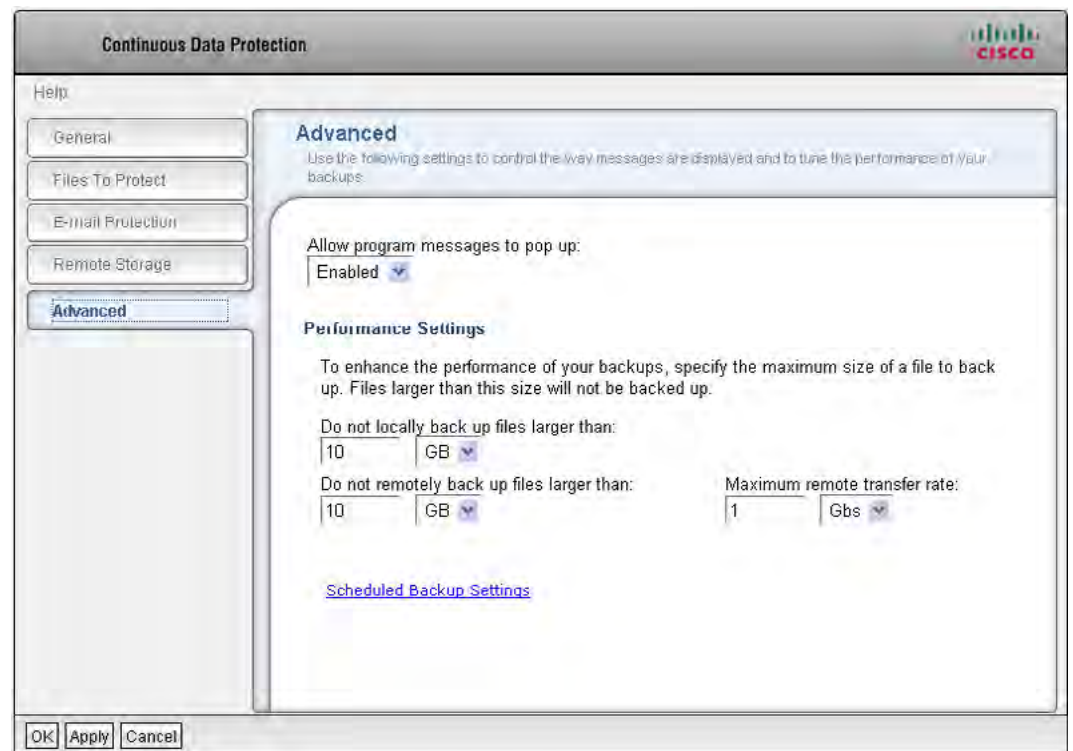 Continuous Data Protection
CISCO
Help
General
Files To Protect
E-mail Protection
Remote Storage
Advanced
Advanced
Use the following settings to control the way messages are displayed and to tune the performance of your
backups.
Allow program messages to pop up:
Enabled
Performance Settings
To enhance the performance of your backups, specify the maximum size of a file to back
up. Files larger than this size will not be backed up.
Do not locally back up files larger than:
10 GB
Do not remotely back up files larger than: Maximum remote transfer rate:
10 GB 1 Gbs
Scheduled Backup Settings
OK Apply Cancel